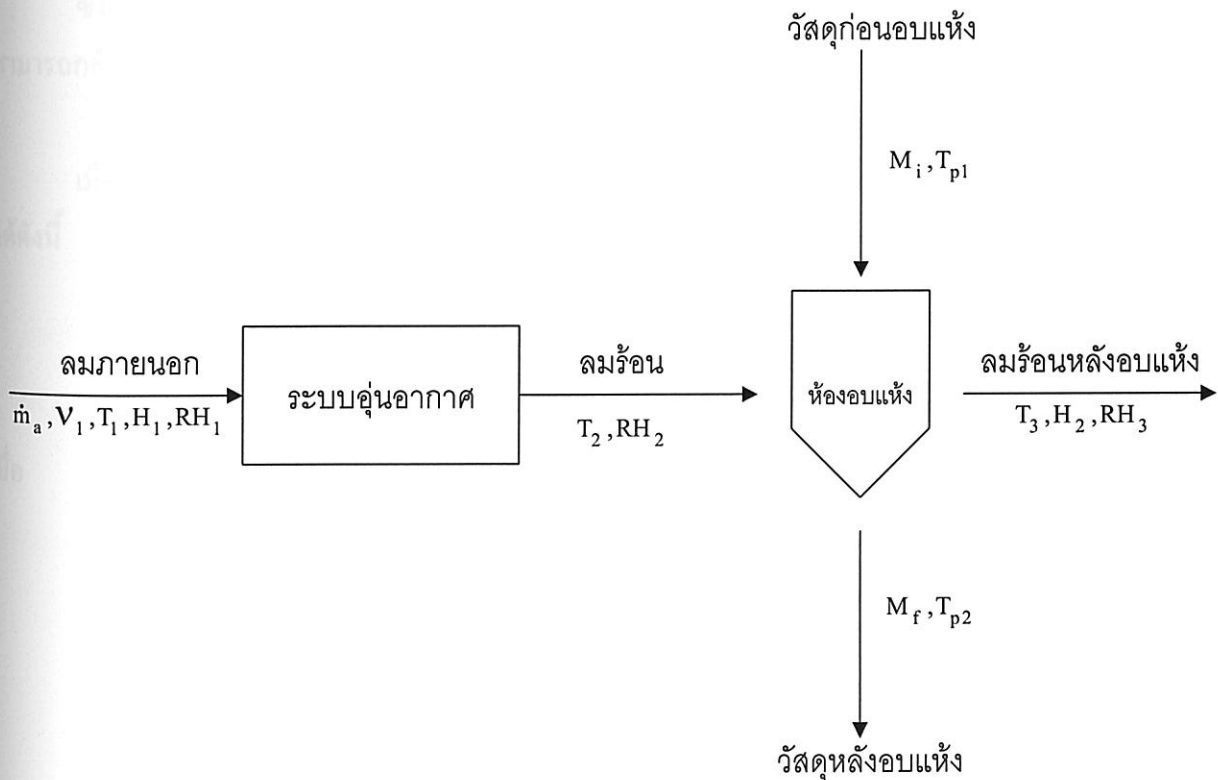 วัสดุก่อนอบแห้ง
M_i, T_p1
ลมภายนอก
ṁ_a, ν_1, T_1, H_1, RH_1
ระบบอุ่นอากาศ
ลมร้อน
T_2, RH_2
ห้องอบแห้ง
ลมร้อนหลังอบแห้ง
T_3, H_2, RH_3
M_f, T_p2
วัสดุหลังอบแห้ง